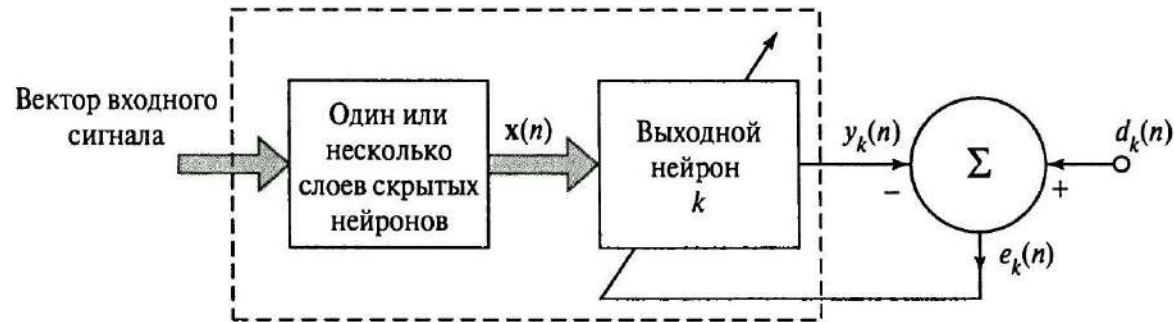 Вектор входного
сигнала
Один или
несколько
слоев скрытых
нейронов
x(n)
Выходной
нейрон
k
y_k(n)
−
Σ
+
d_k(n)
e_k(n)